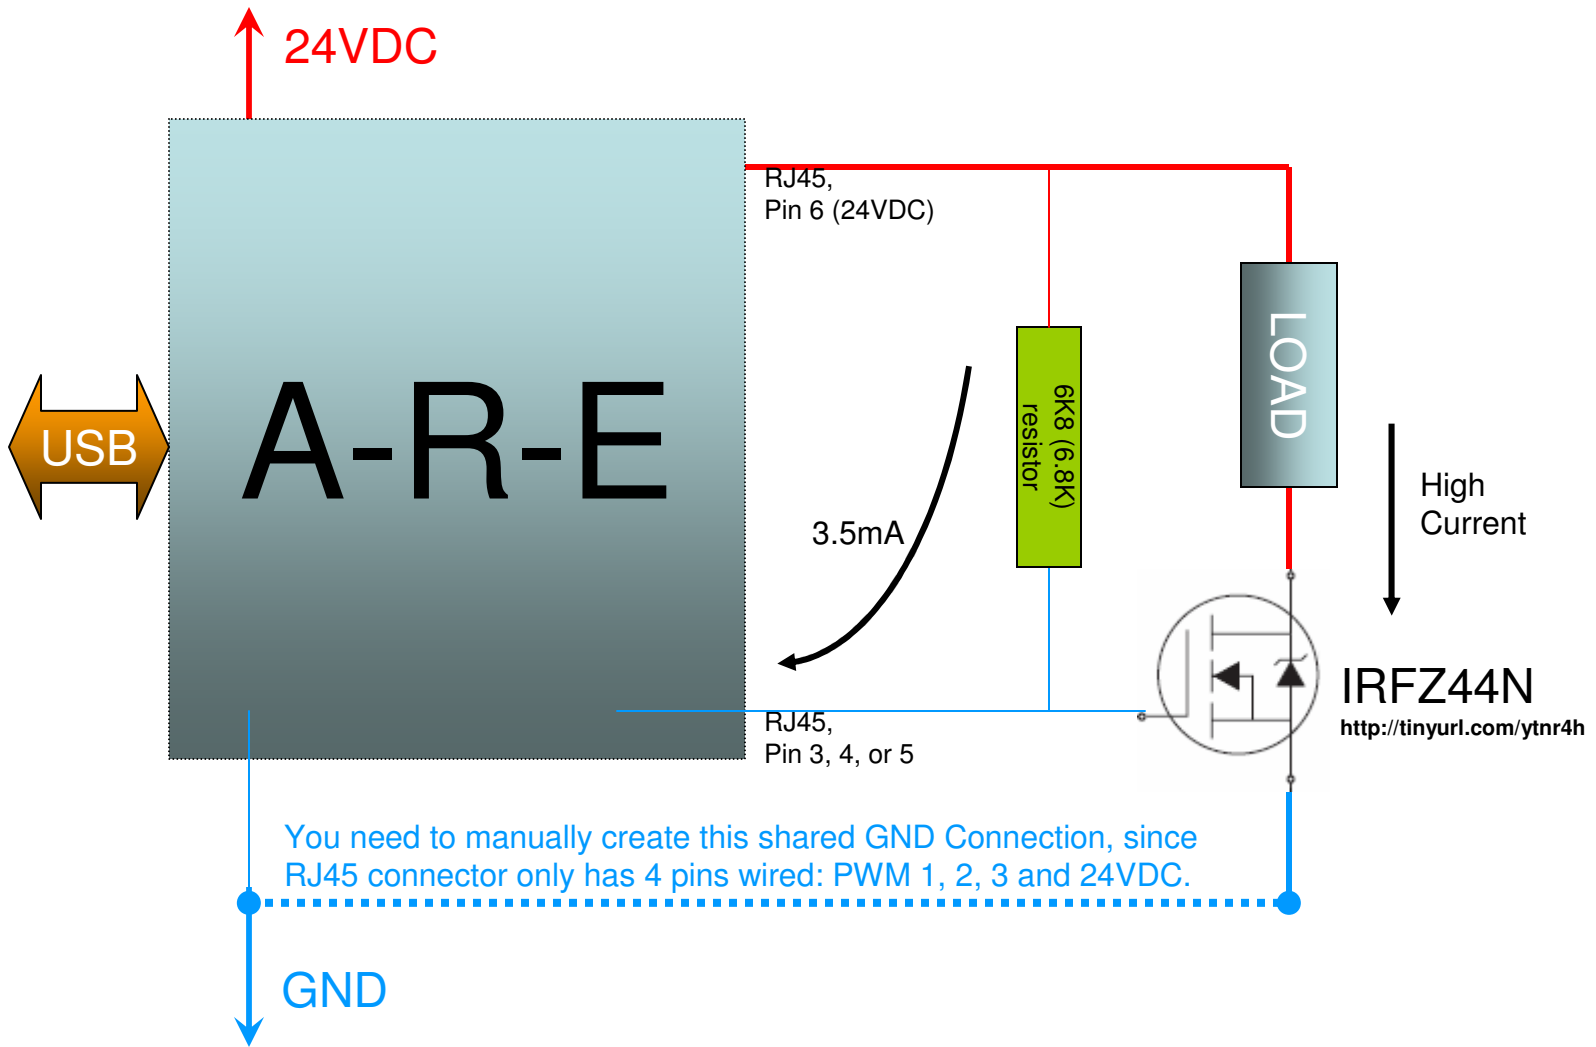 24VDC
RJ45,
Pin 6 (24VDC)
A-R-E
USB
6K8 (6.8K)
resistor
LOAD
3.5mA
High
Current
IRFZ44N
http://tinyurl.com/ytnr4h
RJ45,
Pin 3, 4, or 5
You need to manually create this shared GND Connection, since
RJ45 connector only has 4 pins wired: PWM 1, 2, 3 and 24VDC.
GND